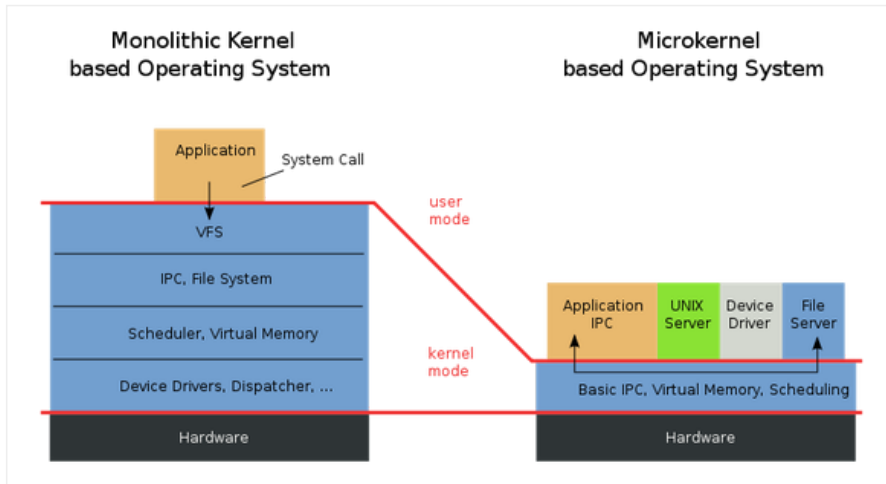 Monolithic Kernel
based Operating System
Microkernel
based Operating System
Application
System Call
VFS
IPC, File System
Scheduler, Virtual Memory
Device Drivers, Dispatcher, ...
Hardware
user
mode
kernel
mode
Application
IPC
UNIX
Server
Device
Driver
File
Server
Basic IPC, Virtual Memory, Scheduling
Hardware